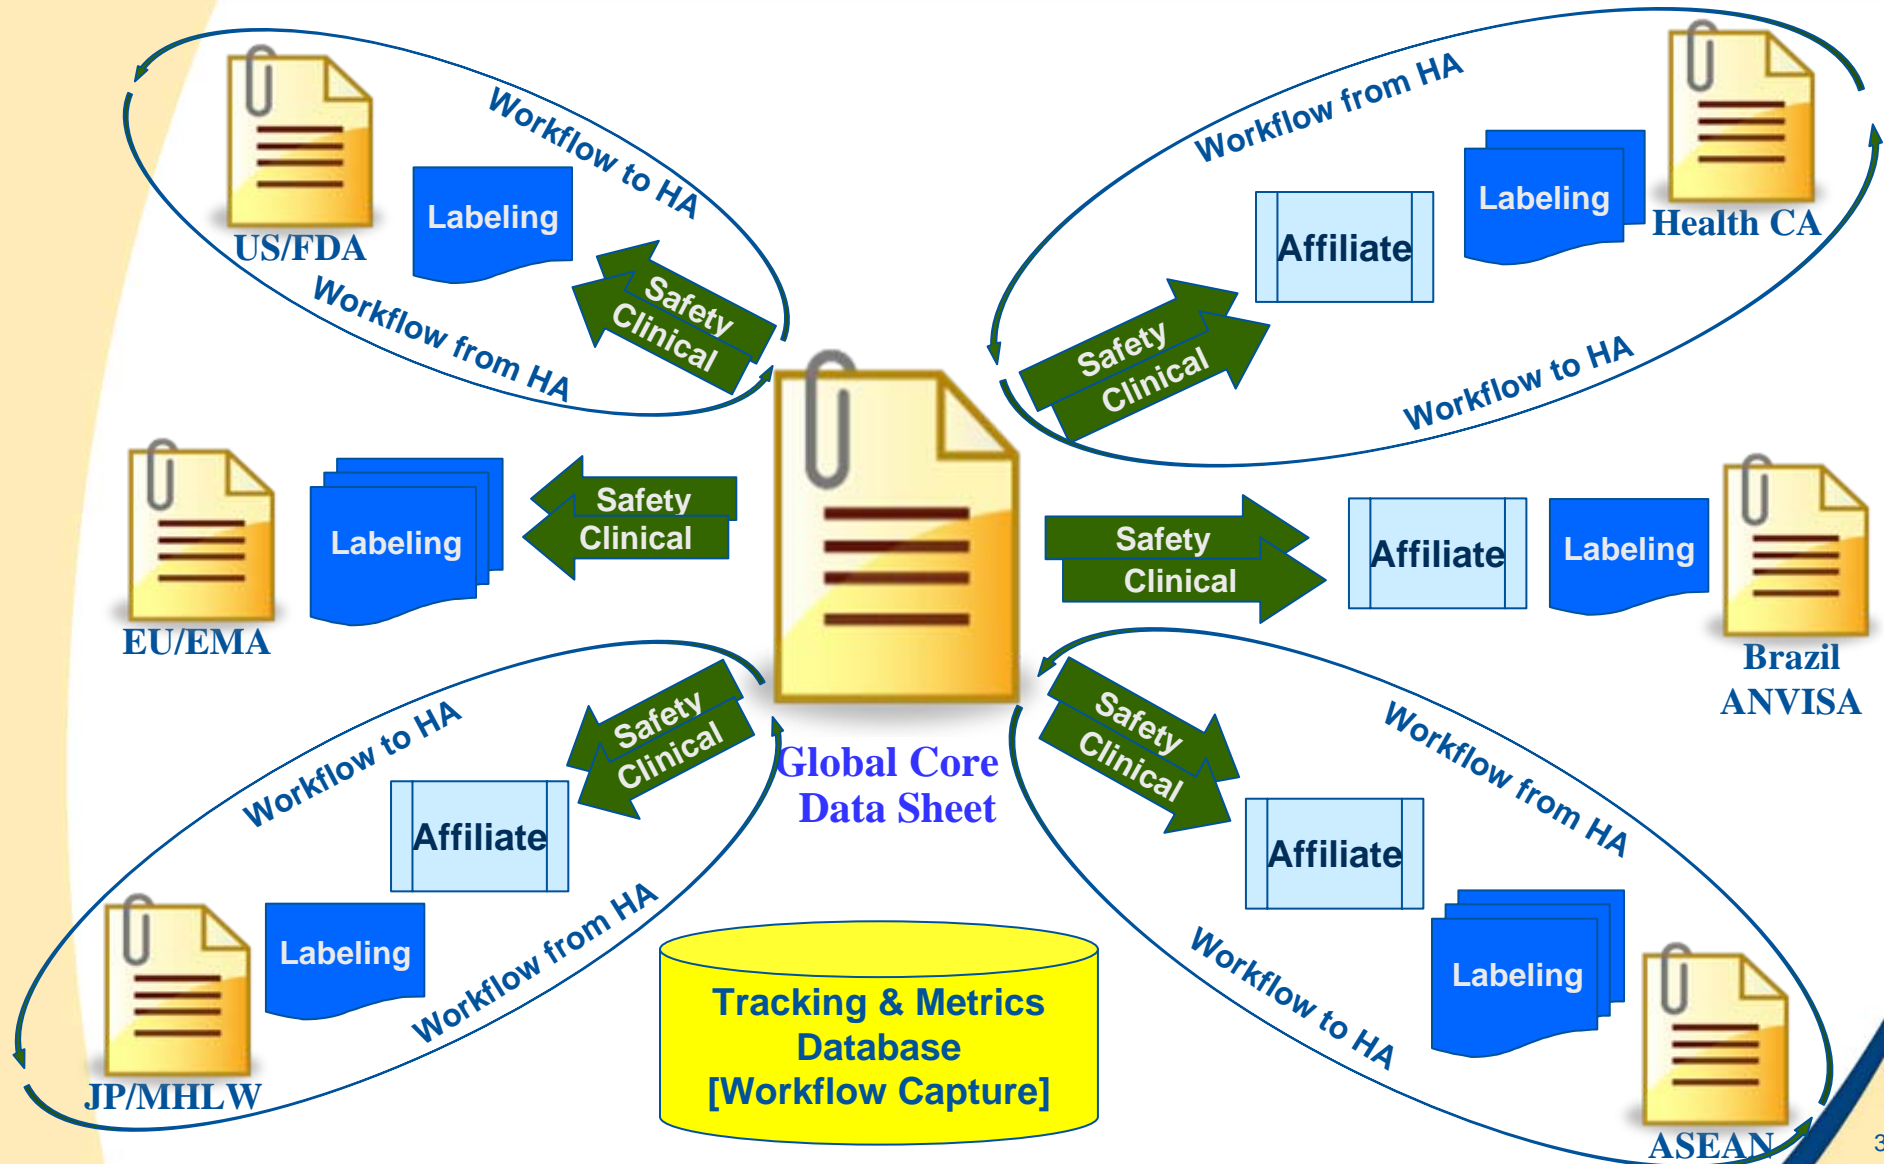 Workflow to HA
US/FDA
Labeling
Safety
Clinical
Workflow from HA
Workflow from HA
Health CA
Labeling
Affiliate
Safety
Clinical
Workflow to HA
EU/EMA
Labeling
Safety
Clinical
Safety
Clinical
Affiliate
Labeling
Brazil
ANVISA
Global Core
Data Sheet
Workflow to HA
Safety
Clinical
Affiliate
Labeling
JP/MHLW
Workflow from HA
Safety
Clinical
Workflow from HA
Affiliate
Labeling
Workflow to HA
ASEAN
Tracking & Metrics
Database
[Workflow Capture]
3